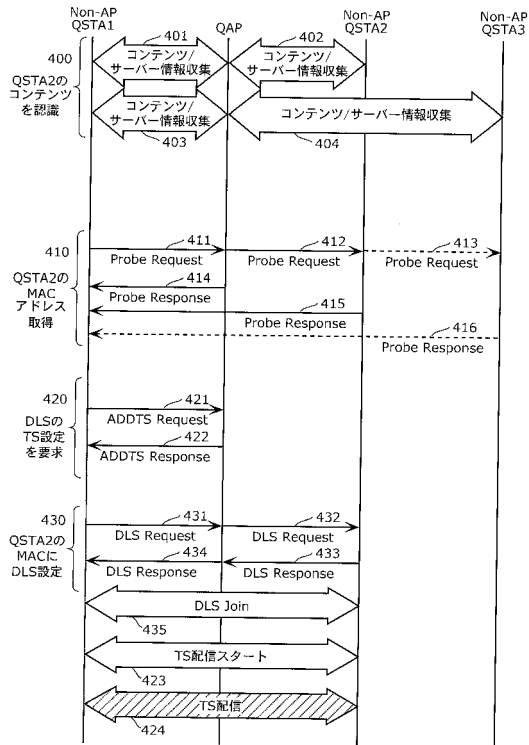 Non-AP
QSTA1
QAP
Non-AP
QSTA2
Non-AP
QSTA3
400
QSTA2の
コンテンツ
を認識
401
コンテンツ/
サーバー情報収集
402
コンテンツ/
サーバー情報収集
コンテンツ/
サーバー情報収集
403
コンテンツ/サーバー情報収集
404
410
QSTA2の
MAC
アドレス
取得
411
Probe Request
412
Probe Request
413
Probe Request
414
Probe Response
415
Probe Response
416
Probe Response
420
DLSの
TS設定
を要求
421
ADDTS Request
422
ADDTS Response
430
QSTA2の
MACに
DLS設定
431
DLS Request
432
DLS Request
434
DLS Response
433
DLS Response
DLS Join
435
TS配信スタート
423
TS配信
424